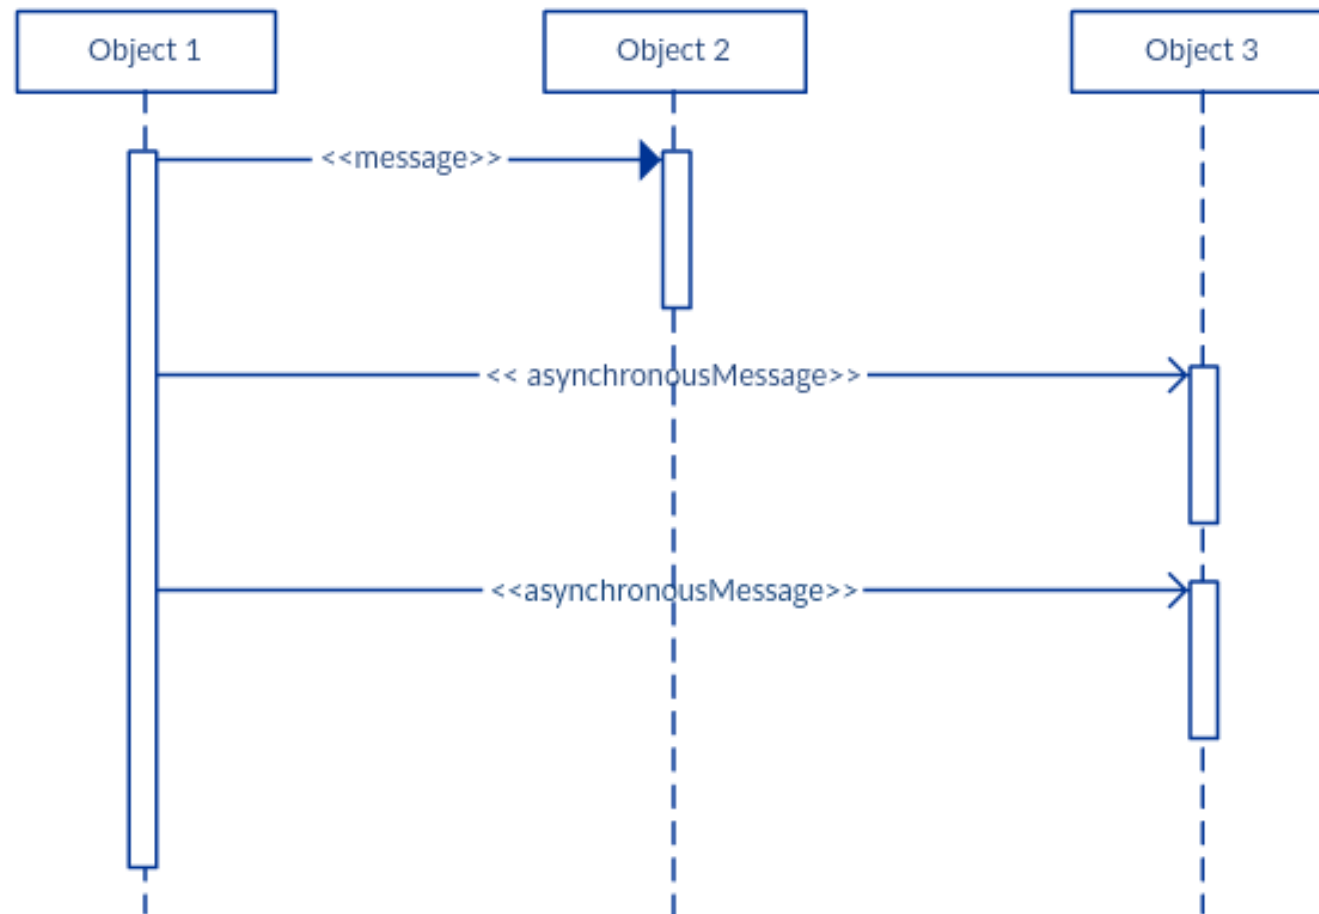 Object 1
Object 2
Object 3
<<message>>
<< asynchronousMessage>>
<<asynchronousMessage>>